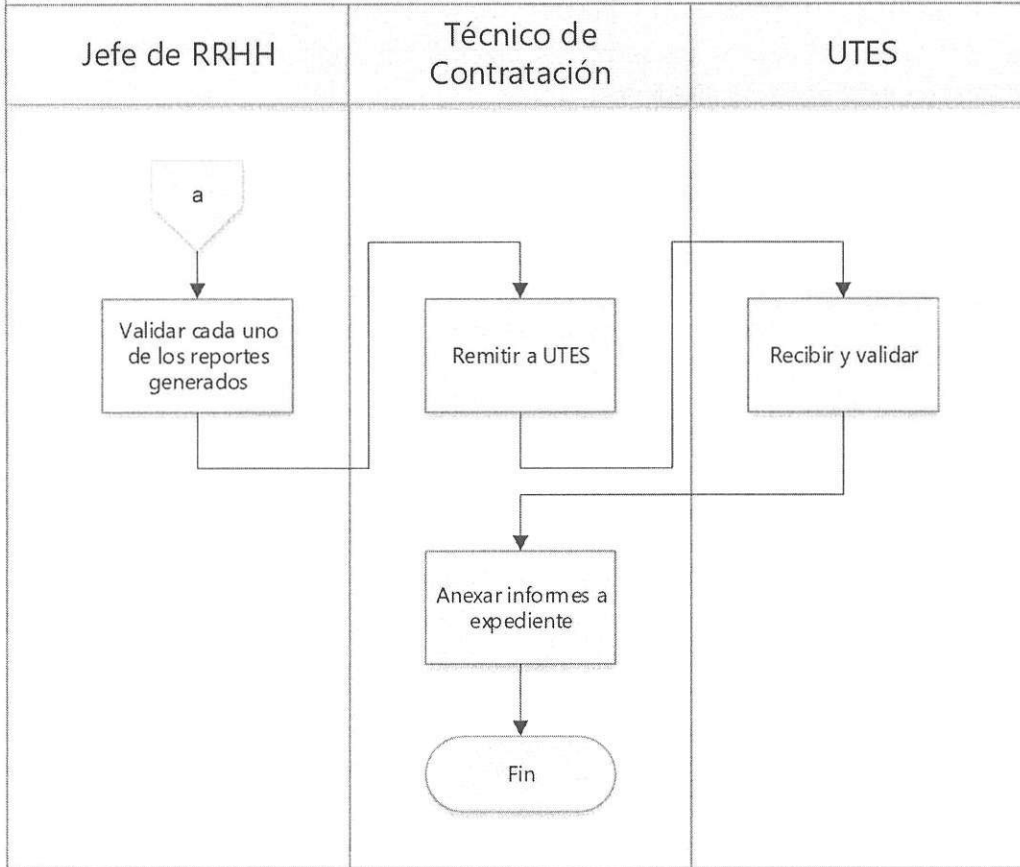 Jefe de RRHH
Técnico de
Contratación
UTES
a
Validar cada uno
de los reportes
generados
Remitir a UTES
Recibir y validar
Anexar informes a
expediente
Fin